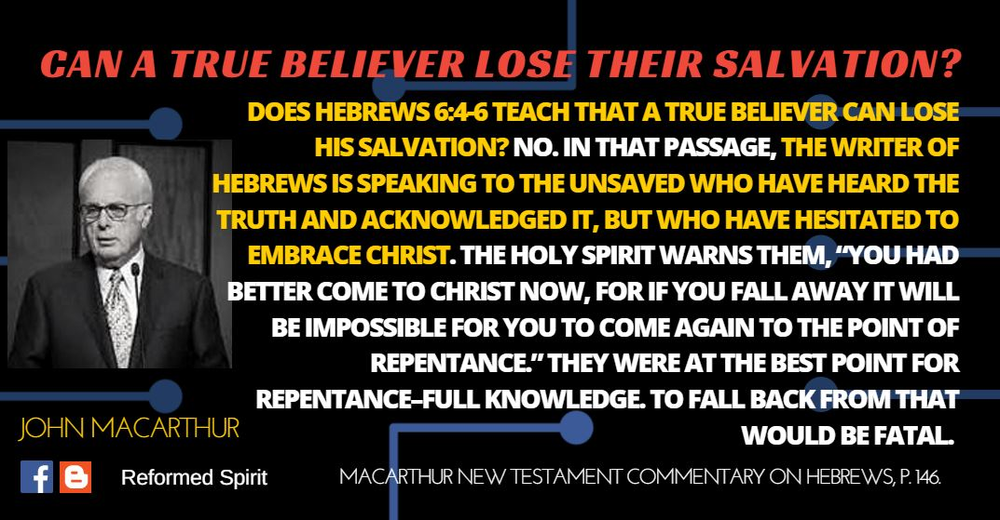 CAN A TRUE BELIEVER LOSE THEIR SALVATION?
DOES HEBREWS 6:4-6 TEACH THAT A TRUE BELIEVER CAN LOSE
HIS SALVATION? NO. IN THAT PASSAGE, THE WRITER OF
HEBREWS IS SPEAKING TO THE UNSAVED WHO HAVE HEARD THE
TRUTH AND ACKNOWLEDGED IT, BUT WHO HAVE HESITATED TO
EMBRACE CHRIST. THE HOLY SPIRIT WARNS THEM, “YOU HAD
BETTER COME TO CHRIST NOW, FOR IF YOU FALL AWAY IT WILL
BE IMPOSSIBLE FOR YOU TO COME AGAIN TO THE POINT OF
REPENTANCE.” THEY WERE AT THE BEST POINT FOR
REPENTANCE–FULL KNOWLEDGE. TO FALL BACK FROM THAT
WOULD BE FATAL.
JOHN MACARTHUR
Reformed Spirit
MACARTHUR NEW TESTAMENT COMMENTARY ON HEBREWS, P. 146.